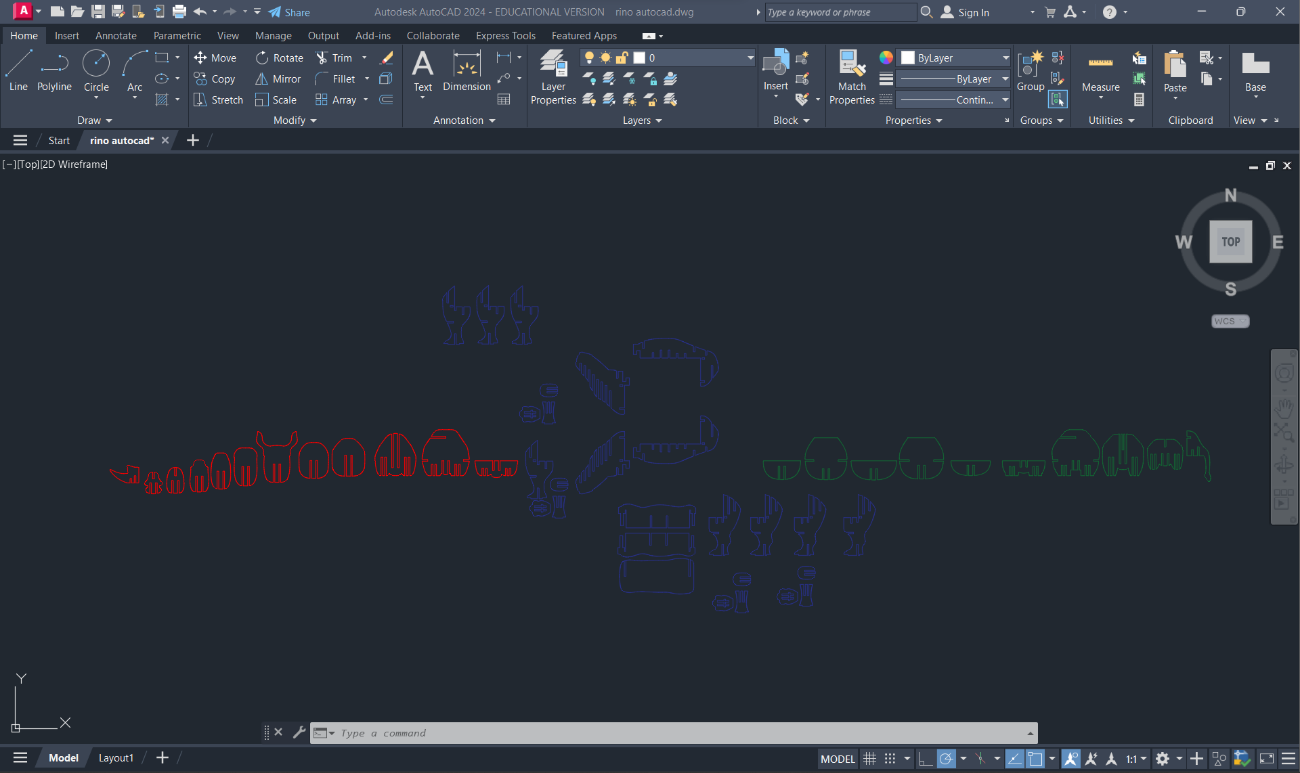 A Share Autodesk AutoCAD 2024 - EDUCATIONAL VERSION rino autocad.dwg Type a keyword or phrase Sign In ?
Home Insert Annotate Parametric View Manage Output Add-ins Collaborate Express Tools Featured Apps
Line Polyline Circle Arc
Draw
Move Rotate Trim
Copy Mirror Fillet
Stretch Scale Array
Modify
A
Text Dimension
Annotation
Layer
Properties
0
Layers
Insert
Block
Match
Properties
ByLayer
ByLayer
Contin...
Properties
Group
Groups
Measure
Utilities
Paste
Clipboard
Base
View
Start rino autocad*
[−][Top][2D Wireframe]
N
W TOP E
S
WCS
Y
X
Type a command
Model Layout1 MODEL 1:1